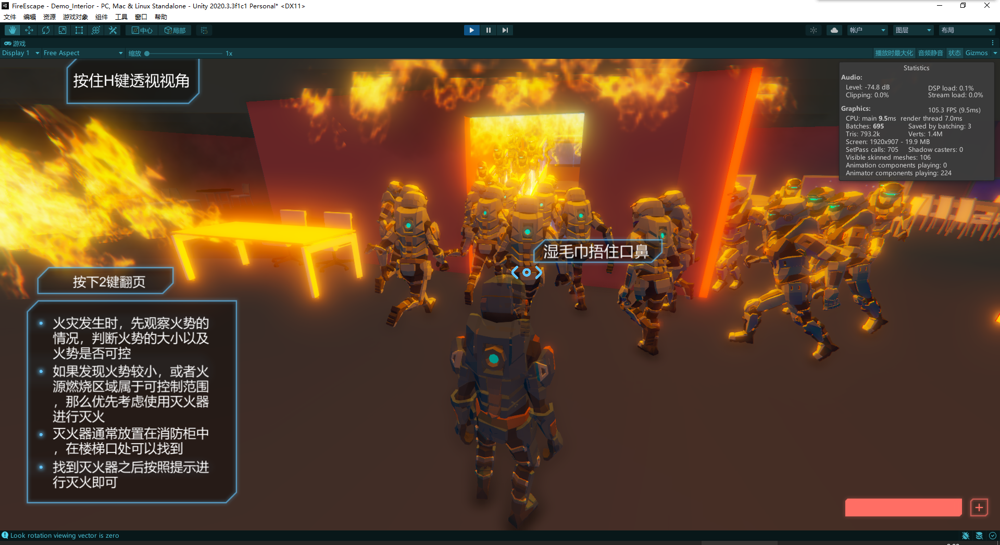 FireEscape - Demo_Interior - PC, Mac & Linux Standalone - Unity 2020.3.3f1c1 Personal* <DX11>
文件 编辑 资源 游戏对象 组件 工具 窗口 帮助
中心 局部 帐户 图层 布局
游戏
Display 1 Free Aspect 缩放 1x 播放时最大化 音频静音 状态 Gizmos
按住H键透视视角
Statistics
Audio:
Level: -74.8 dB DSP load: 0.1%
Clipping: 0.0% Stream load: 0.0%
Graphics: 105.3 FPS (9.5ms)
CPU: main 9.5ms render thread 7.0ms
Batches: 695 Saved by batching: 3
Tris: 793.2k Verts: 1.4M
Screen: 1920x907 - 19.9 MB
SetPass calls: 705 Shadow casters: 0
Visible skinned meshes: 106
Animation components playing: 0
Animator components playing: 224
湿毛巾捂住口鼻
按下2键翻页
火灾发生时，先观察火势的
情况，判断火势的大小以及
火势是否可控
如果发现火势较小，或者火
源燃烧区域属于可控制范围
，那么优先考虑使用灭火器
进行灭火
灭火器通常放置在消防柜中
，在楼梯口处可以找到
找到灭火器之后按照提示进
行灭火即可
Look rotation viewing vector is zero